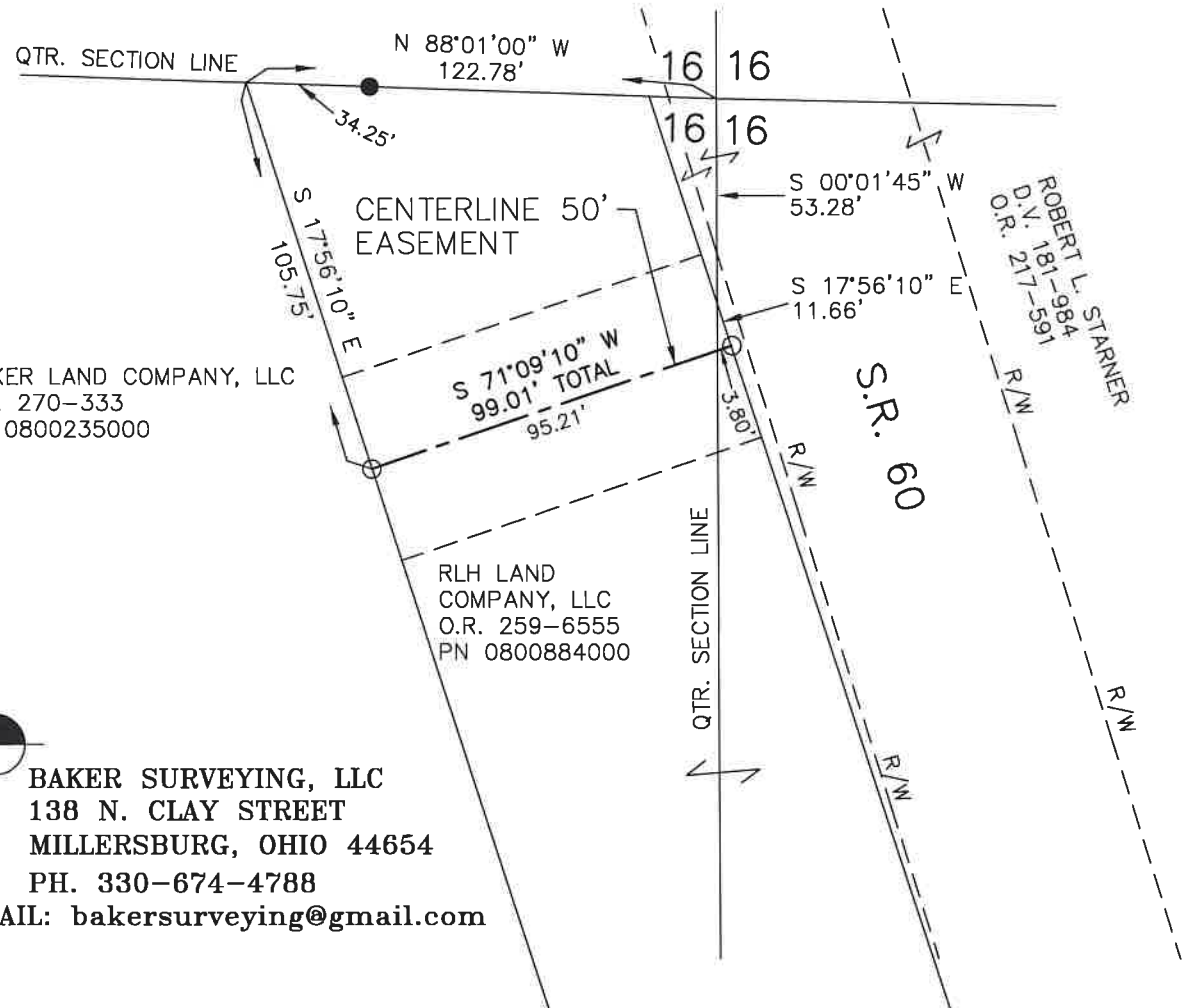 QTR. SECTION LINE
N 88°01'00" W
122.78'
34.25'
16 16
16 16
S 00°01'45" W
53.28'
S 17°56'10" E
105.75'
CENTERLINE 50'
EASEMENT
S 17°56'10" E
11.66'
ROBERT L. STARNER
D.V. 181-984
O.R. 217-591
S 71°09'10" W
99.01' TOTAL
95.21'
3.80'
KER LAND COMPANY, LLC
270-333
0800235000
S.R. 60
R/W
R/W
R/W
R/W
QTR. SECTION LINE
RLH LAND
COMPANY, LLC
O.R. 259-6555
PN 0800884000
BAKER SURVEYING, LLC
138 N. CLAY STREET
MILLERSBURG, OHIO 44654
PH. 330-674-4788
AIL: bakersurveying@gmail.com